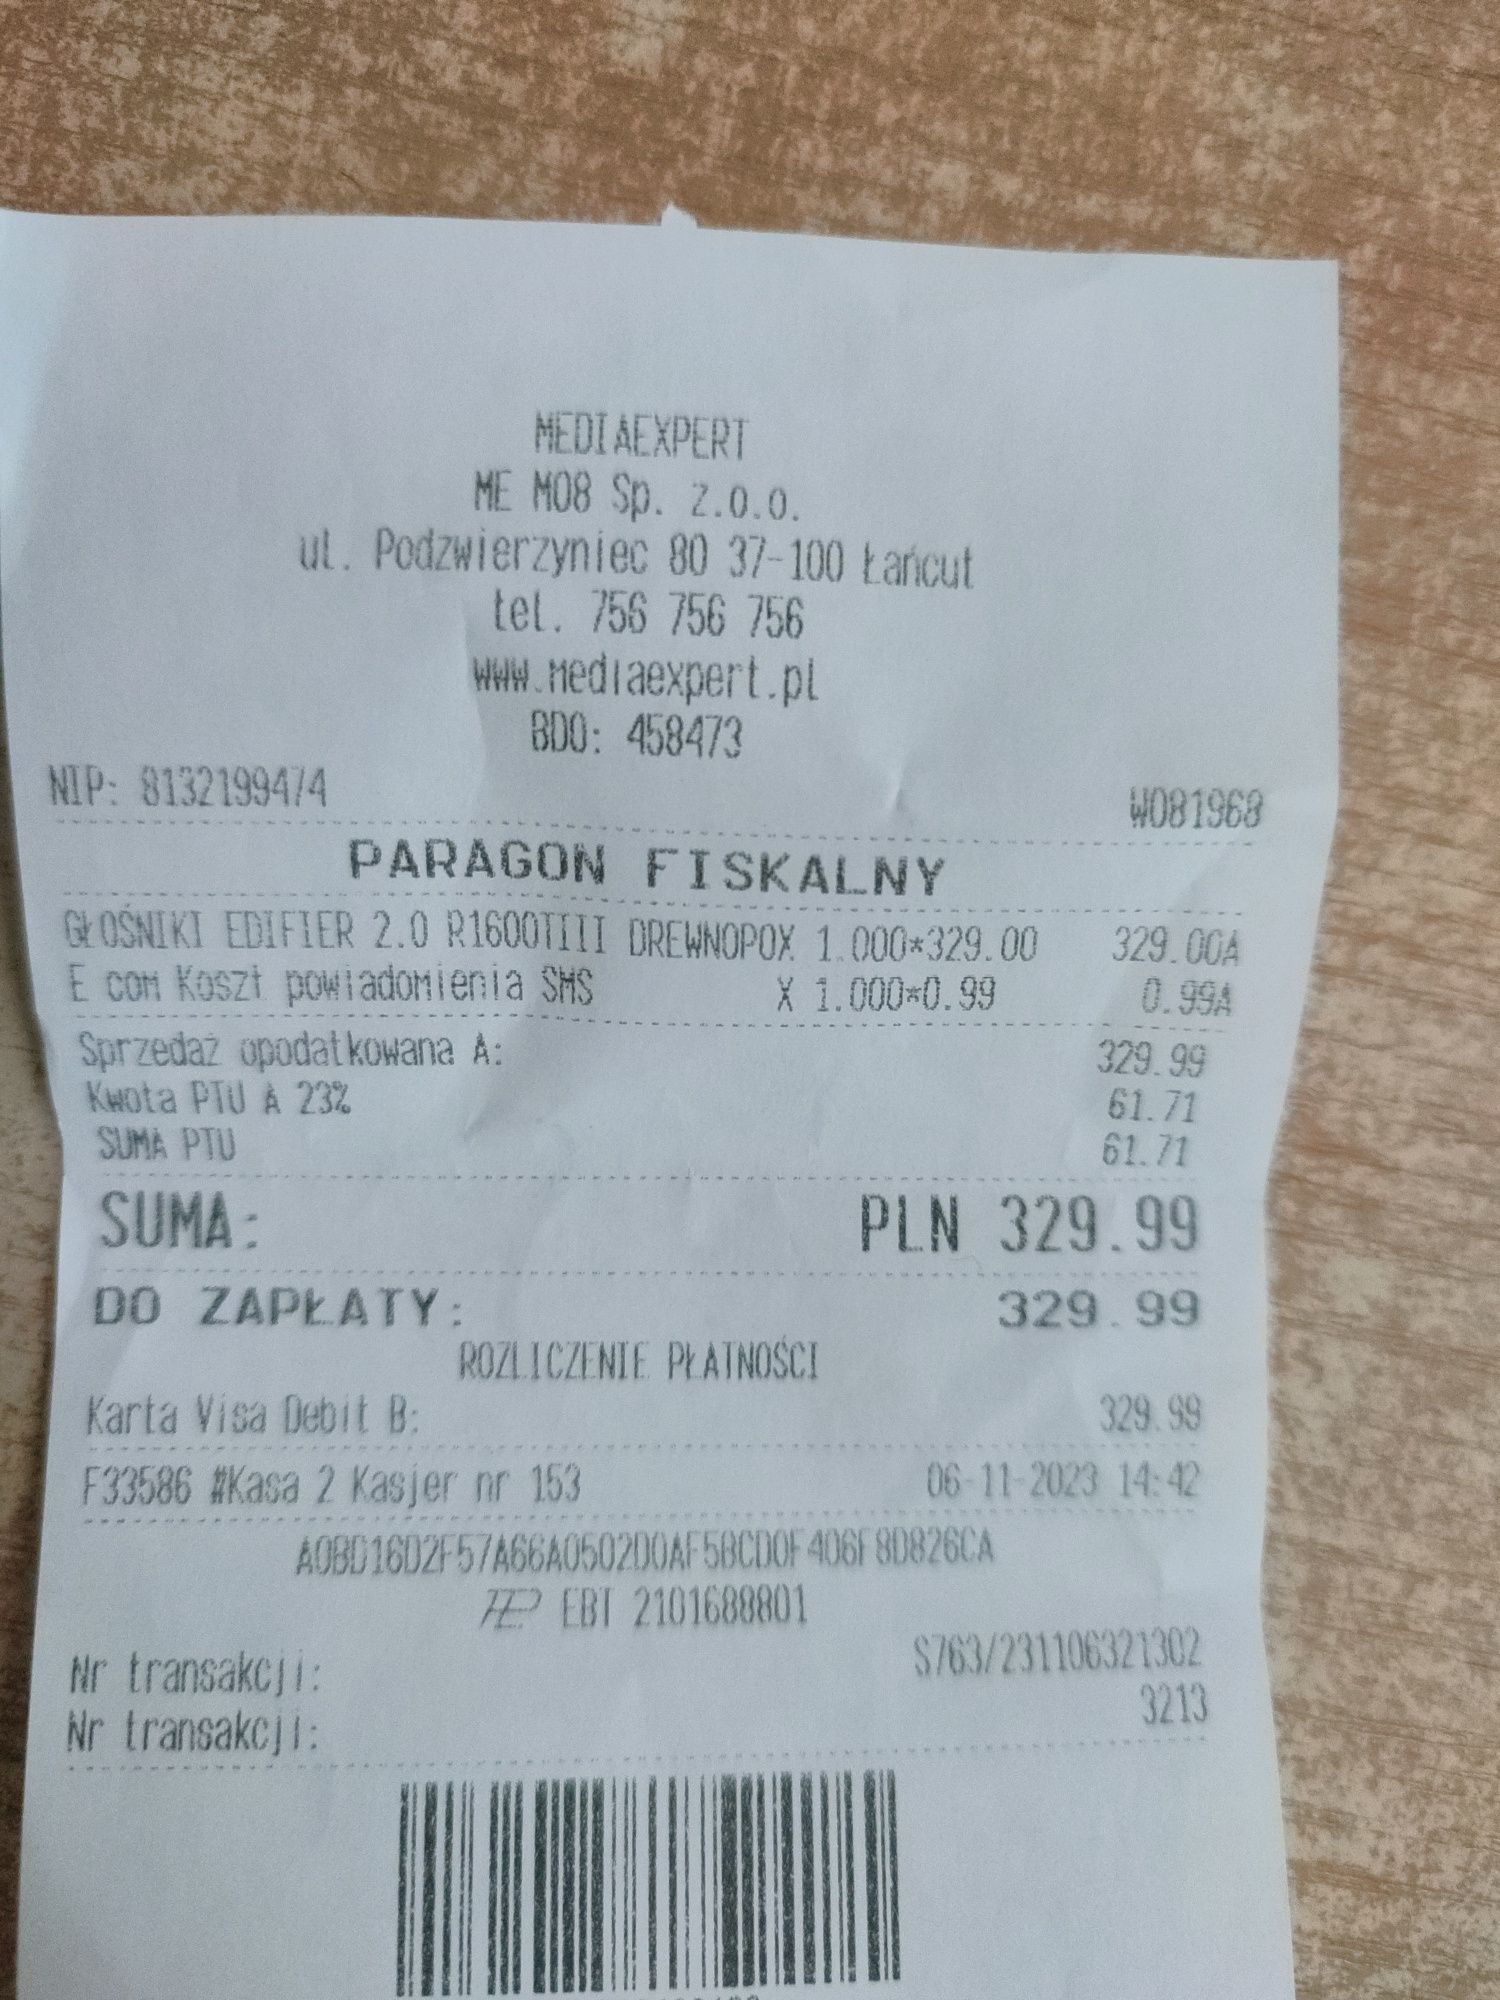 MEDIAEXPERT
ME M08 Sp. z.o.o.
ul. Podzwierzyniec 80 37-100 Łańcut
tel. 756 756 756
www.mediaexpert.pl
BDO: 458473
NIP: 8132199474 W081968
PARAGON FISKALNY
GŁOŚNIKI EDIFIER 2.0 R1600TIII DREWNOPOX 1.000*329.00 329.00A
E com Koszt powiadomienia SMS X 1.000*0.99 0.99A
Sprzedaż opodatkowana A: 329.99
Kwota PTU A 23% 61.71
SUMA PTU 61.71
SUMA: PLN 329.99
DO ZAPŁATY: 329.99
ROZLICZENIE PŁATNOŚCI
Karta Visa Debit B: 329.99
F33586 #Kasa 2 Kasjer nr 153 06-11-2023 14:42
A0BD16D2F57A66A0502D0AF5BCD0F406F8D826CA
EBT 2101688801
Nr transakcji: S763/231106321302
Nr transakcji: 3213